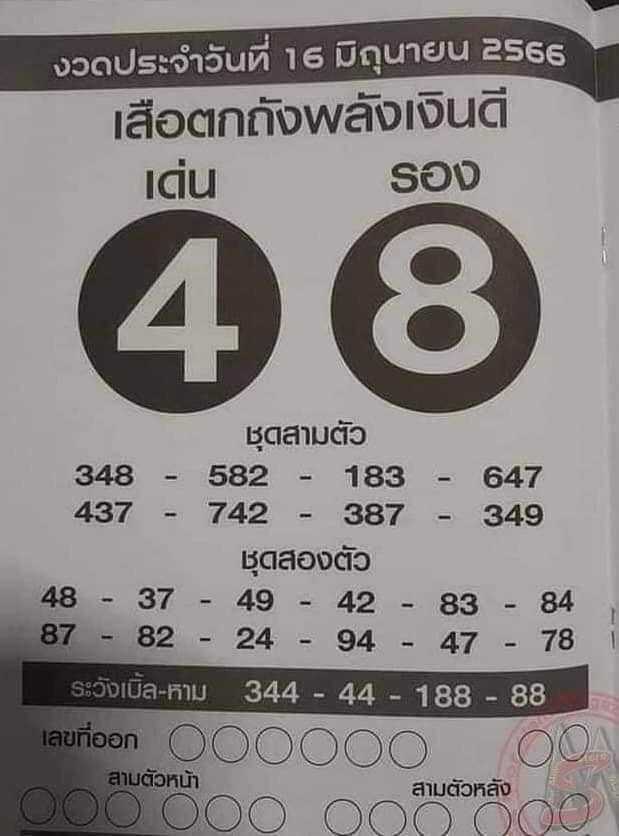 งวดประจำวันที่ 16 มิถุนายน 2566
เสือตกถังพลังเงินดี
เด่น รอง
4 8
ชุดสามตัว
348 - 582 - 183 - 647
437 - 742 - 387 - 349
ชุดสองตัว
48 - 37 - 49 - 42 - 83 - 84
87 - 82 - 24 - 94 - 47 - 78
ระวังเบิ้ล-หาม 344 - 44 - 188 - 88
เลขที่ออก
สามตัวหน้า สามตัวหลัง